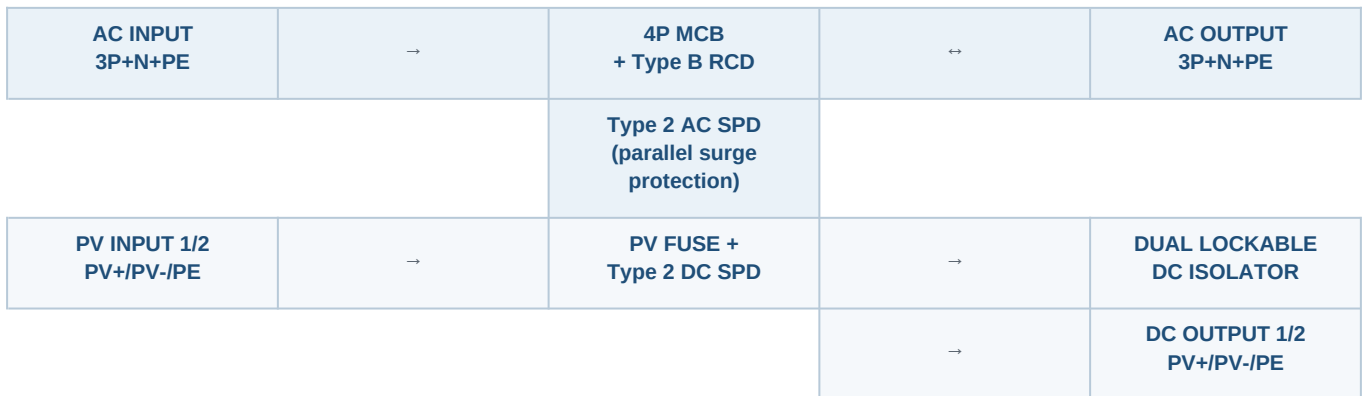 AC INPUT
3P+N+PE
→
4P MCB
+ Type B RCD
↔
AC OUTPUT
3P+N+PE
Type 2 AC SPD
(parallel surge
protection)
PV INPUT 1/2
PV+/PV-/PE
→
PV FUSE +
Type 2 DC SPD
→
DUAL LOCKABLE
DC ISOLATOR
→
DC OUTPUT 1/2
PV+/PV-/PE